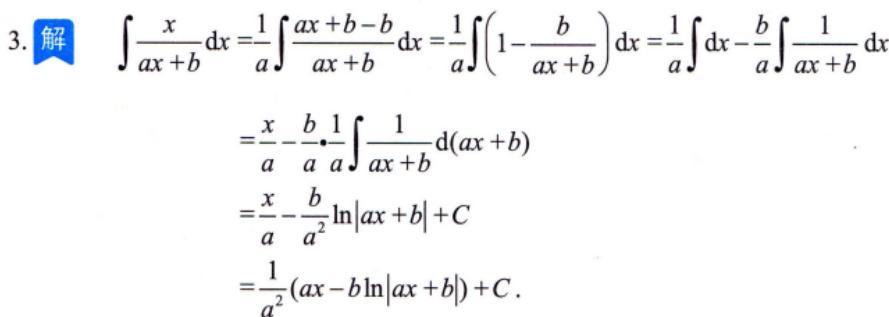 3. 解 ∫ x/(ax+b) dx = 1/a ∫ (ax+b−b)/(ax+b) dx = 1/a ∫ (1 − b/(ax+b)) dx = 1/a ∫ dx − b/a ∫ 1/(ax+b) dx
= x/a − b/a · 1/a ∫ 1/(ax+b) d(ax+b)
= x/a − b/a² ln|ax+b| + C
= 1/a² (ax − b ln|ax+b|) + C.